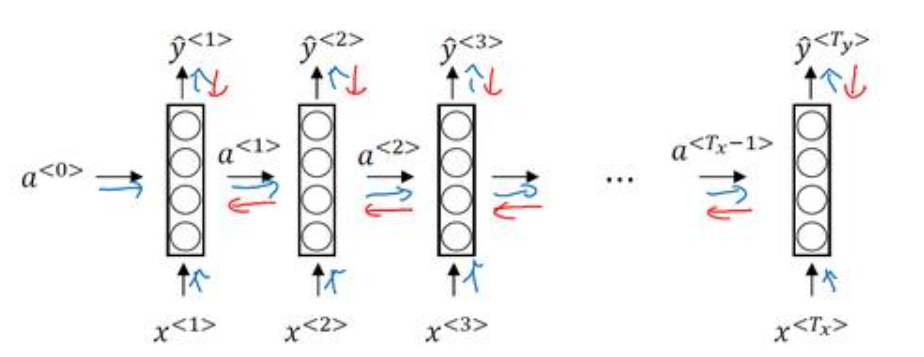 ŷ<1> ŷ<2> ŷ<3> ŷ<Ty>
a<0> a<1> a<2> ... a<Tx−1>
x<1> x<2> x<3> x<Tx>